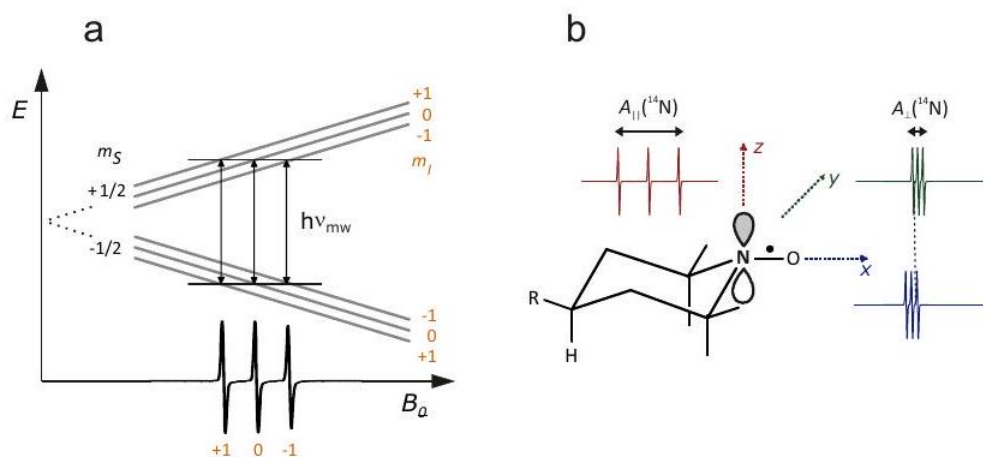 a
E
m_S
+1/2
-1/2
+1
0
-1
m_I
hν_mw
-1
0
+1
B_0
+1 0 -1
b
A_||(¹⁴N)
A_⊥(¹⁴N)
z
y
N
O
x
R
H